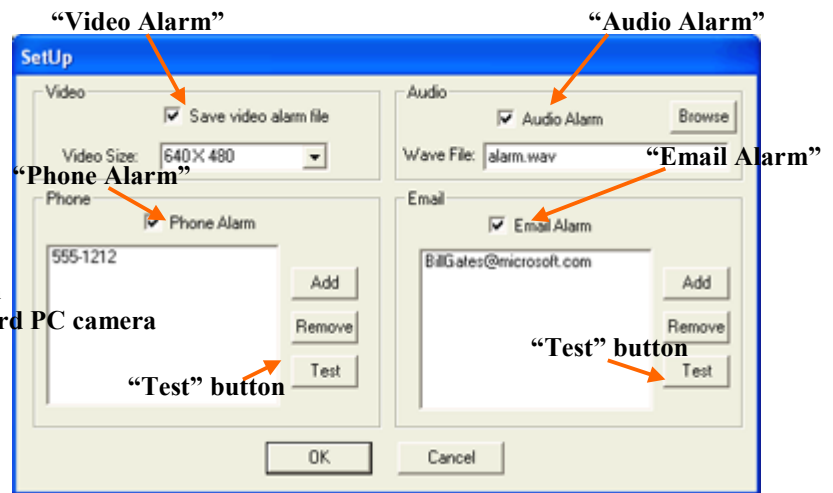 “Video Alarm”
“Audio Alarm”
SetUp
Video
Save video alarm file
Video Size: 640 X 480
Audio
Audio Alarm
Browse
Wave File: alarm.wav
“Email Alarm”
“Phone Alarm”
Phone
Phone Alarm
555-1212
Add
Remove
Test
PC camera
“Test” button
Email
Email Alarm
BillGates@microsoft.com
Add
Remove
Test
“Test” button
OK
Cancel